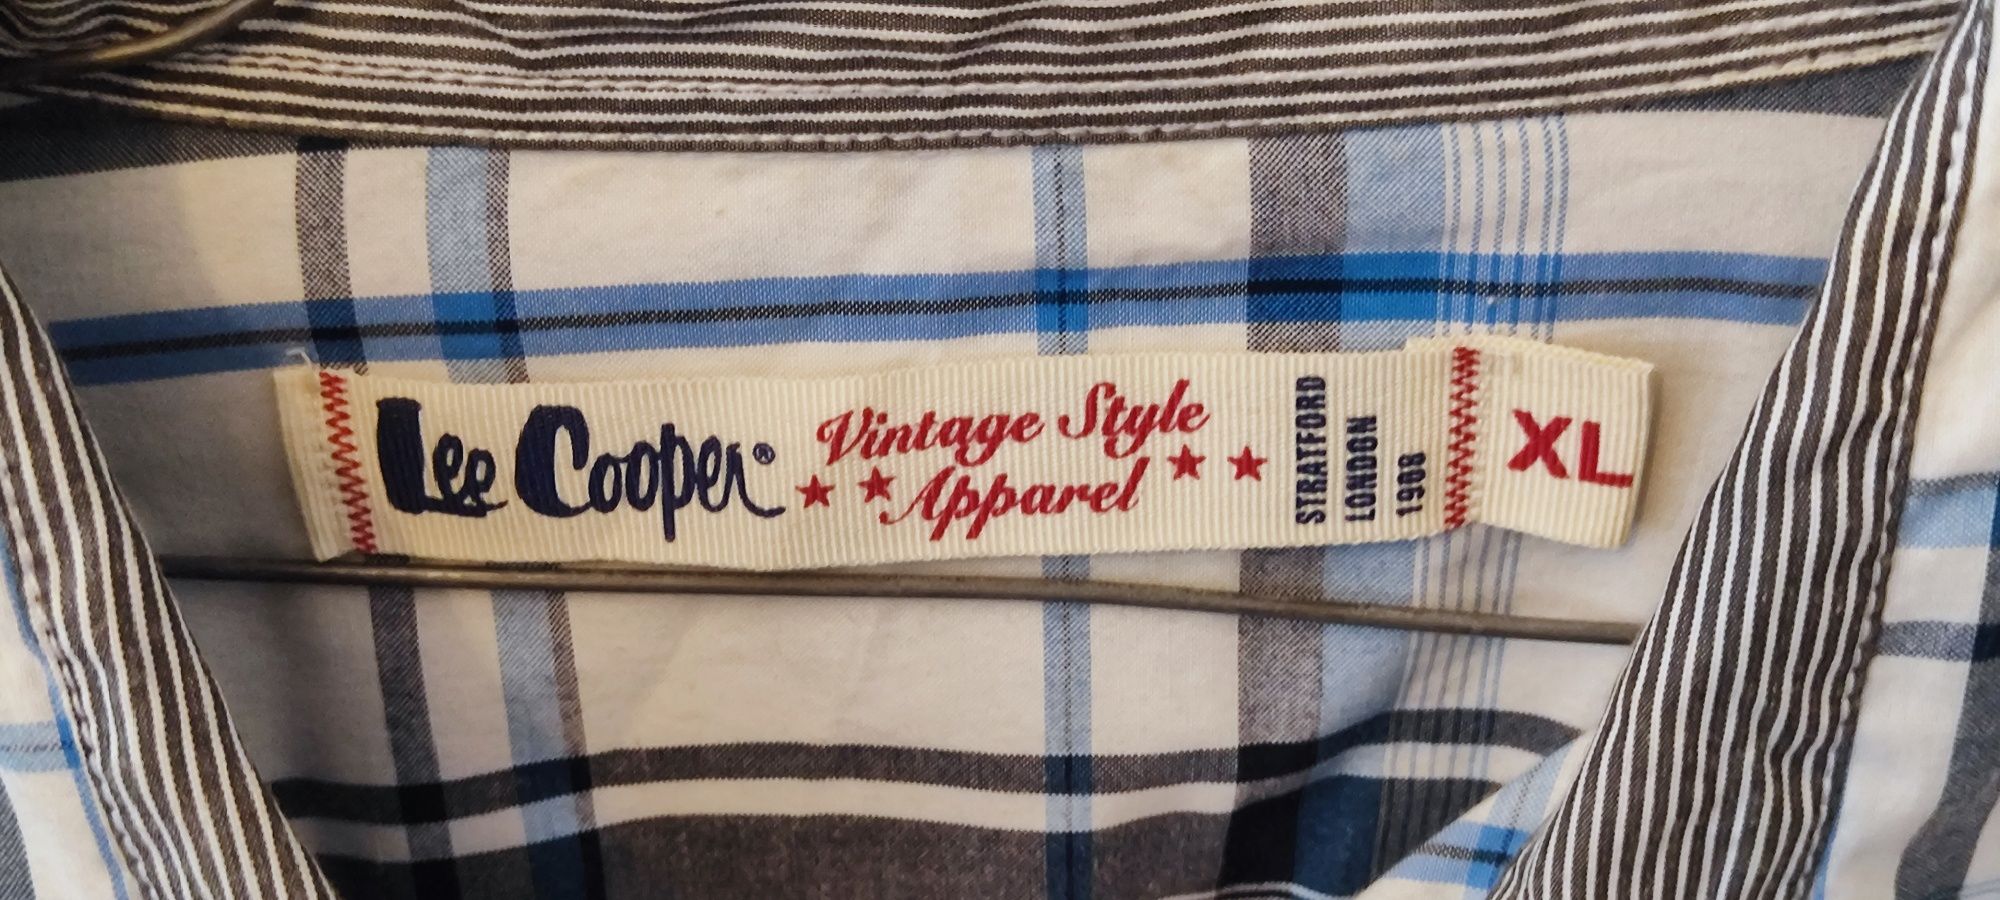 Lee Cooper®
Vintage Style
Apparel
STRATFORD
LONDON
1908
XL